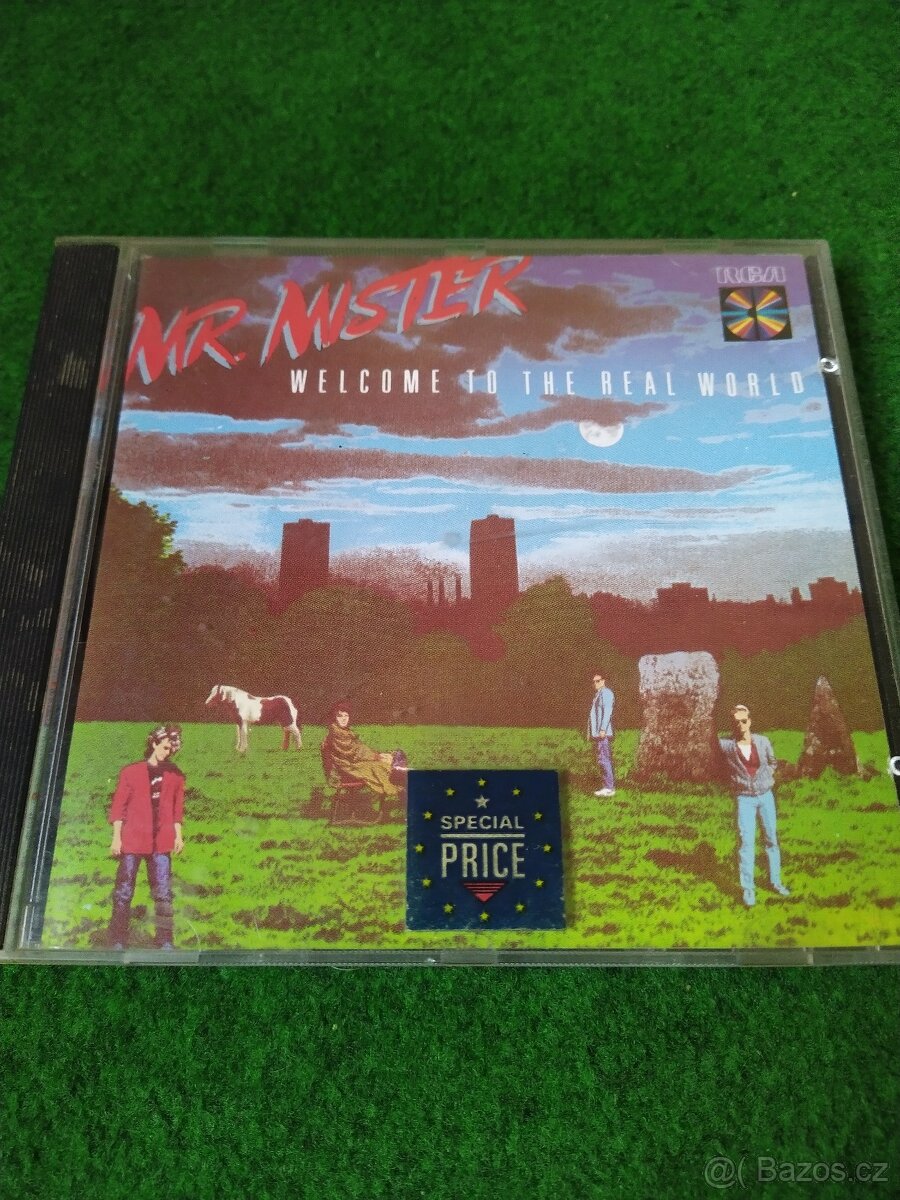 RCA
MR. MISTER
WELCOME TO THE REAL WORLD
SPECIAL
PRICE
@( Bazos.cz